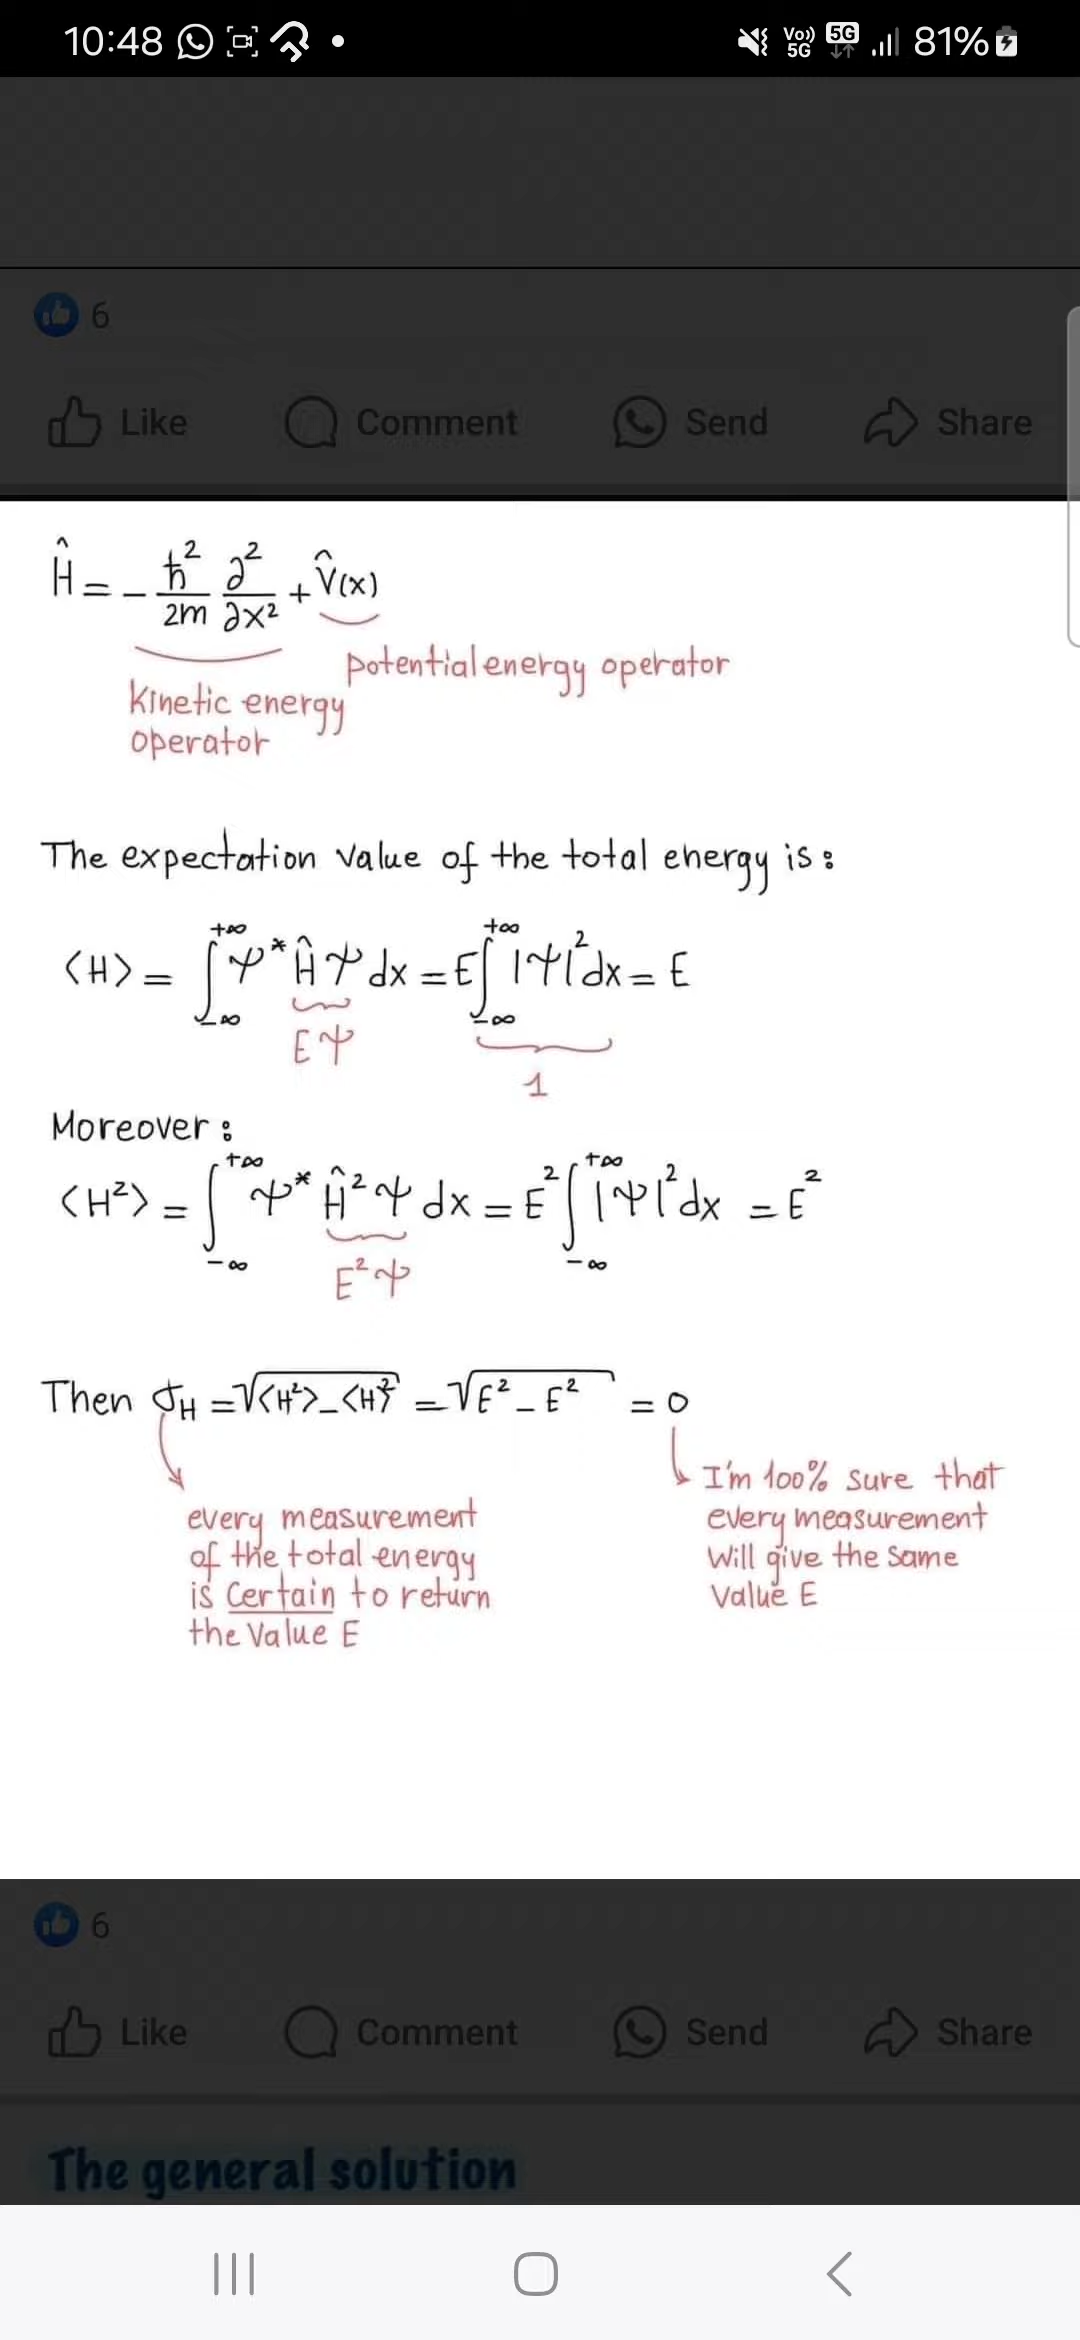 10:48
Vo)) 5G 5G 81%
6
Like Comment Send Share
Ĥ = - ħ²/2m ∂²/∂x² + V̂(x)
potential energy operator
Kinetic energy
operator
The expectation value of the total energy is :
<H> = ∫_{-∞}^{+∞} ψ* Ĥ ψ dx = E ∫_{-∞}^{+∞} |ψ|² dx = E
Eψ
1
Moreover :
<H²> = ∫_{-∞}^{+∞} ψ* Ĥ² ψ dx = E² ∫_{-∞}^{+∞} |ψ|² dx = E²
E²ψ
Then σ_H = √<H²> - <H>² = √E² - E² = 0
every measurement
of the total energy
is certain to return
the Value E
I'm 100% sure that
every measurement
will give the same
Value E
6
Like Comment Send Share
The general solution